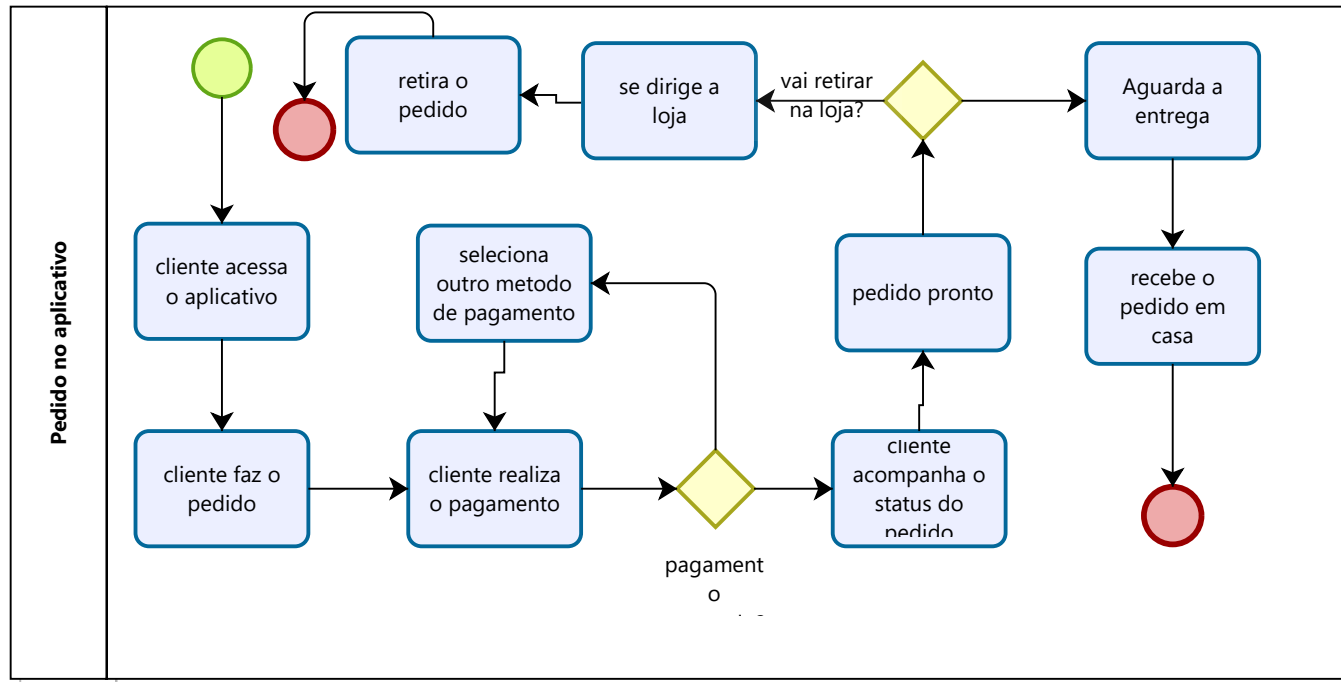 Pedido no aplicativo
retira o
pedido
se dirige a
loja
vai retirar
na loja?
Aguarda a
entrega
cliente acessa
o aplicativo
seleciona
outro metodo
de pagamento
pedido pronto
recebe o
pedido em
casa
cliente faz o
pedido
cliente realiza
o pagamento
cliente
acompanha o
status do
pedido
pagament
o